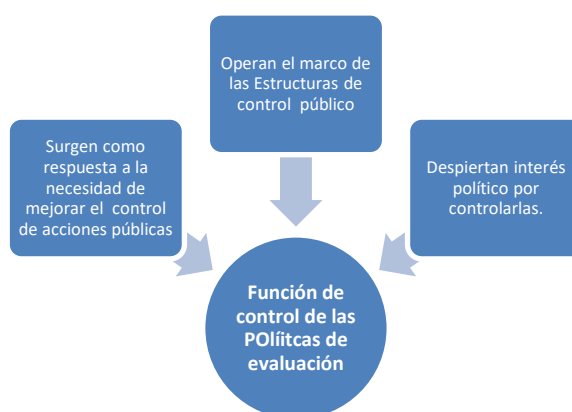 Operan el marco de
las Estructuras de
control público
Surgen como
respuesta a la
necesidad de
mejorar el control
de acciones públicas
Despiertan interés
político por
controlarlas.
Función de
control de las
POlíitcas de
evaluación